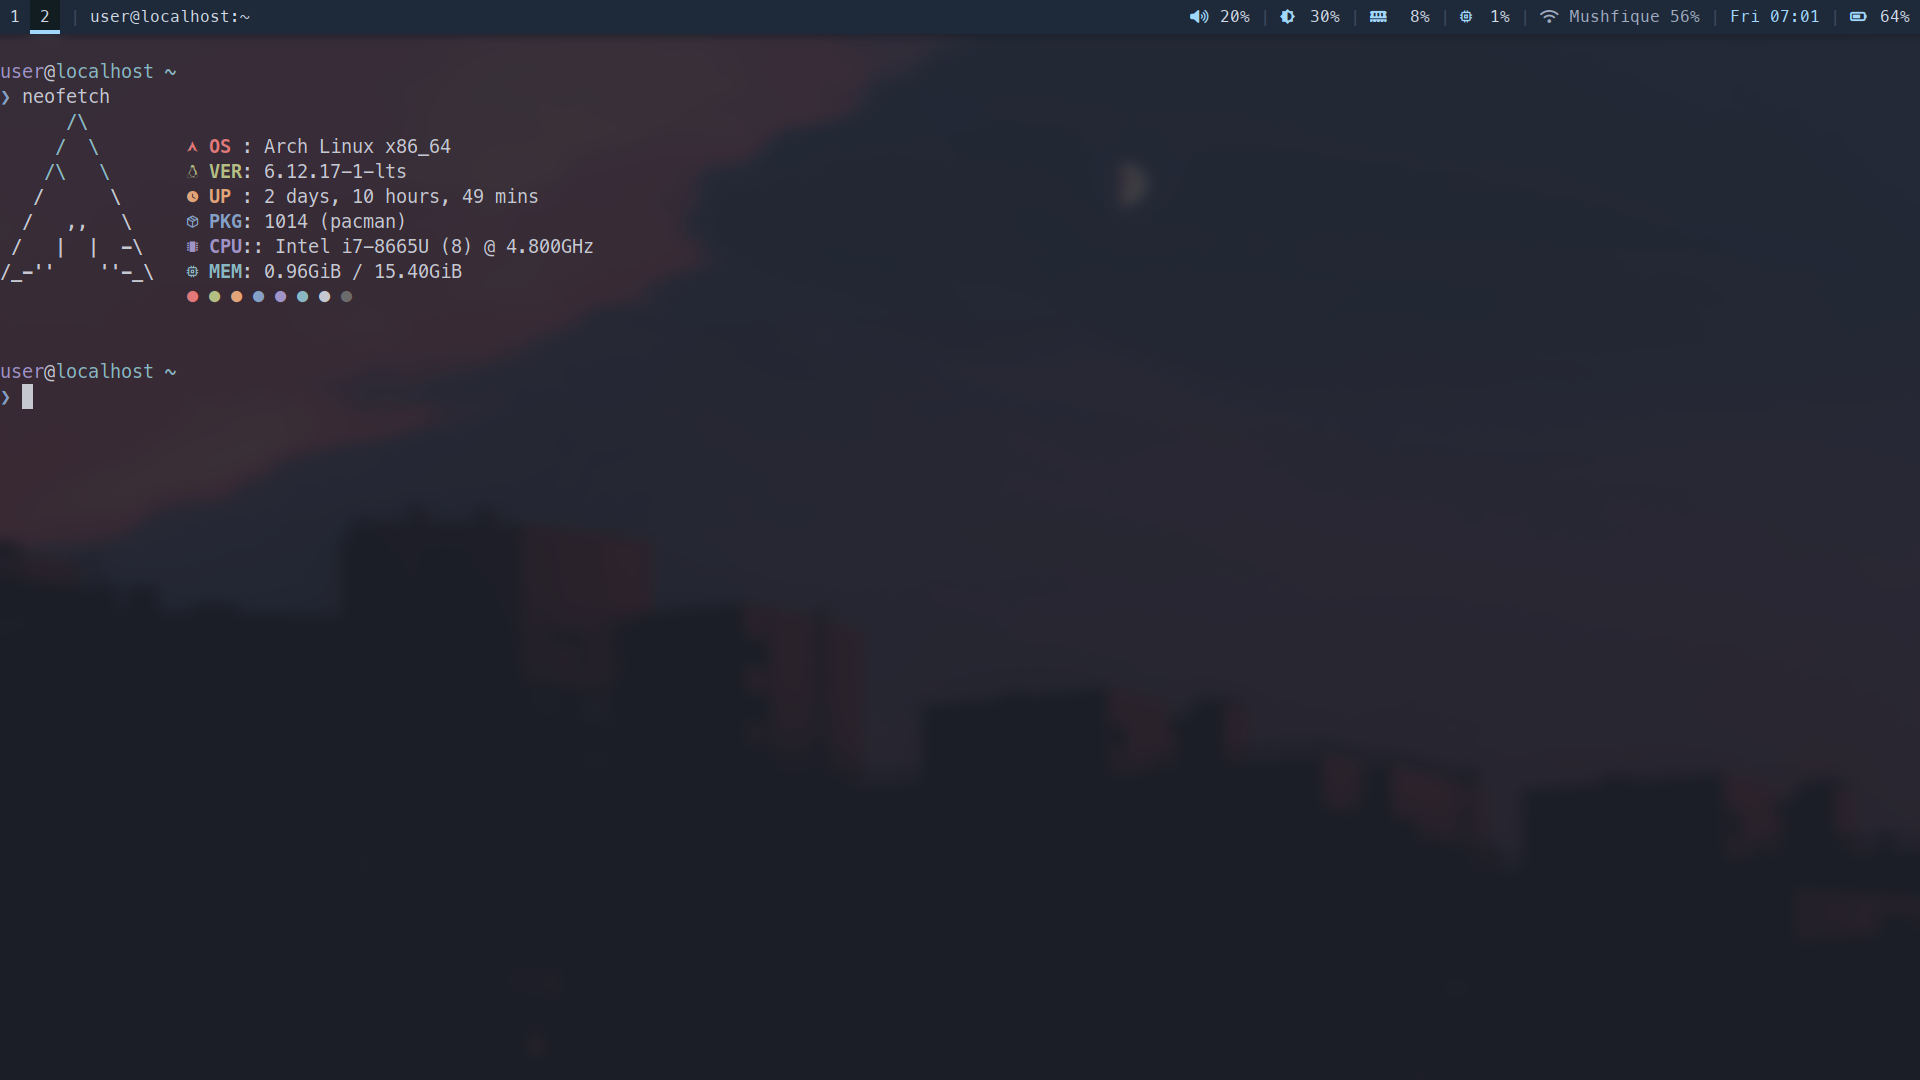 1 2 | user@localhost:~ 20% | 30% | 8% | 1% | Mushfique 56% | Fri 07:01 | 64%
user@localhost ~
❯ neofetch
/\
/ \ OS : Arch Linux x86_64
/\ \ VER: 6.12.17-1-lts
/ \ UP : 2 days, 10 hours, 49 mins
/ ,, \ PKG: 1014 (pacman)
/ | | -\ CPU:: Intel i7-8665U (8) @ 4.800GHz
/_-'' ''-_\ MEM: 0.96GiB / 15.40GiB
user@localhost ~
❯